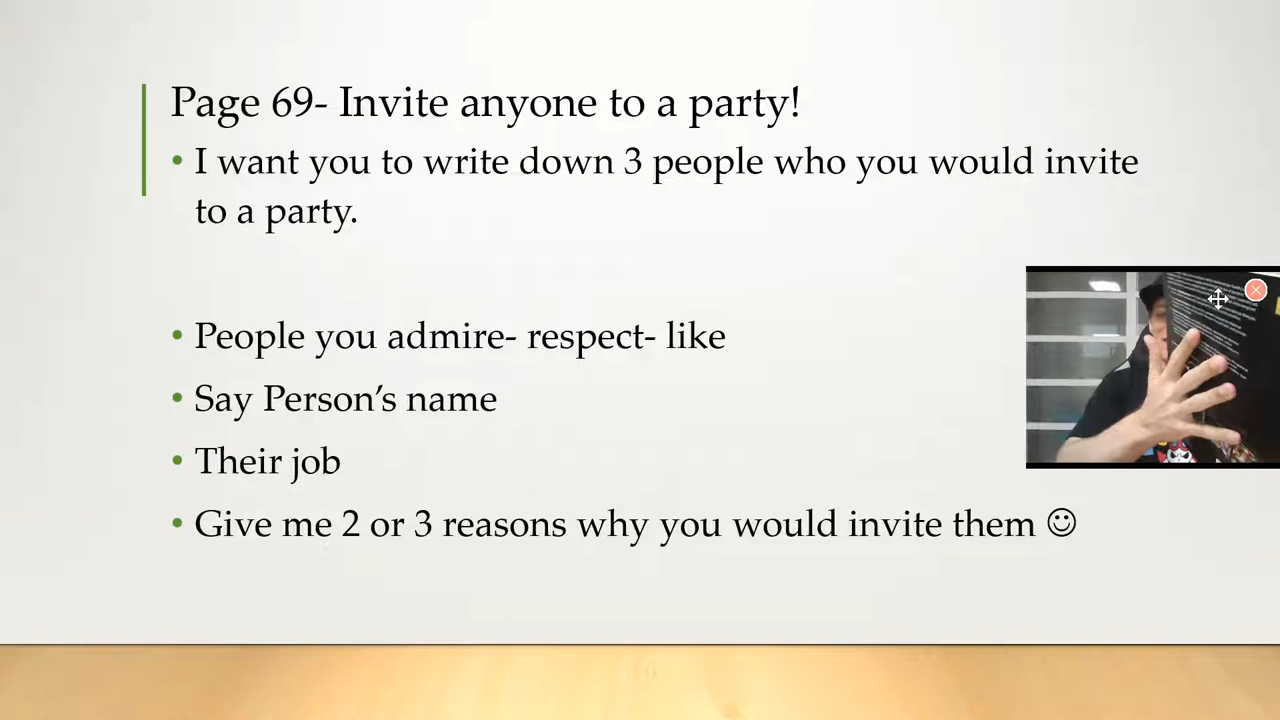 Page 69- Invite anyone to a party!
• I want you to write down 3 people who you would invite
to a party.
• People you admire- respect- like
• Say Person’s name
• Their job
• Give me 2 or 3 reasons why you would invite them ☺